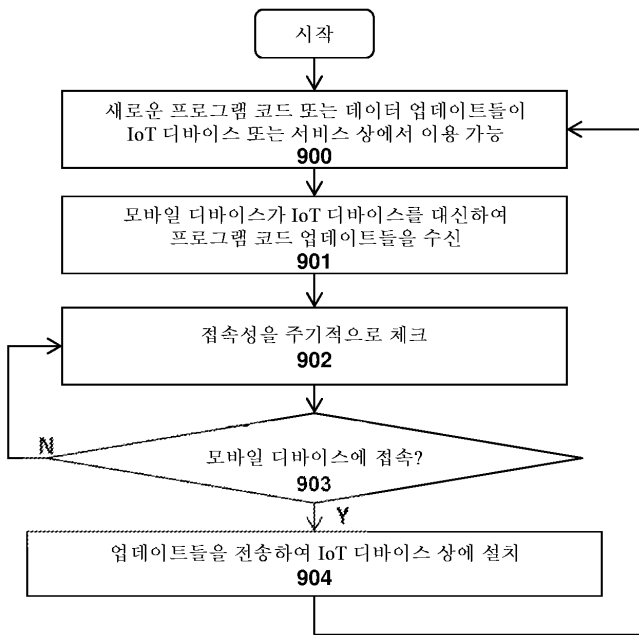 시작
새로운 프로그램 코드 또는 데이터 업데이트들이
IoT 디바이스 또는 서비스 상에서 이용 가능
900
모바일 디바이스가 IoT 디바이스를 대신하여
프로그램 코드 업데이트들을 수신
901
접속성을 주기적으로 체크
902
N
모바일 디바이스에 접속?
903
Y
업데이트들을 전송하여 IoT 디바이스 상에 설치
904